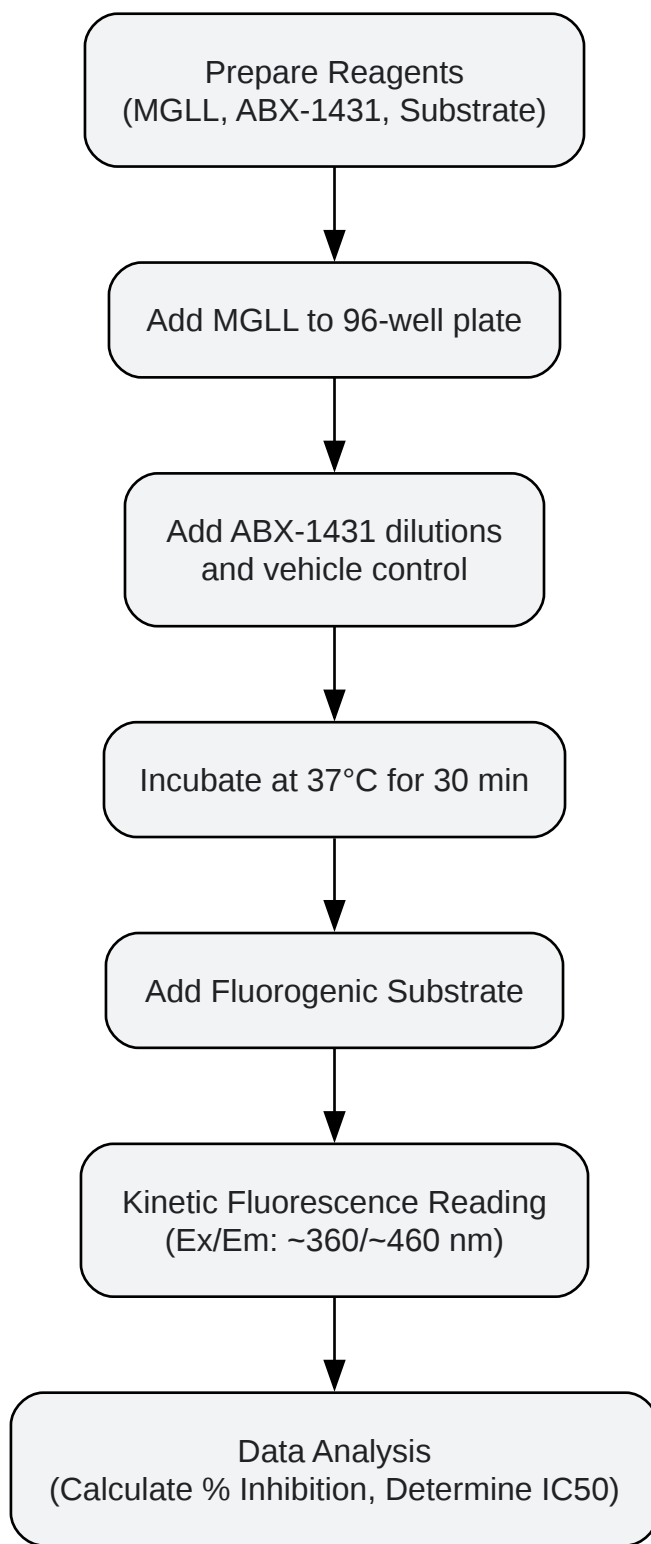 Prepare Reagents
(MGLL, ABX-1431, Substrate)
Add MGLL to 96-well plate
Add ABX-1431 dilutions
and vehicle control
Incubate at 37°C for 30 min
Add Fluorogenic Substrate
Kinetic Fluorescence Reading
(Ex/Em: ~360/~460 nm)
Data Analysis
(Calculate % Inhibition, Determine IC50)